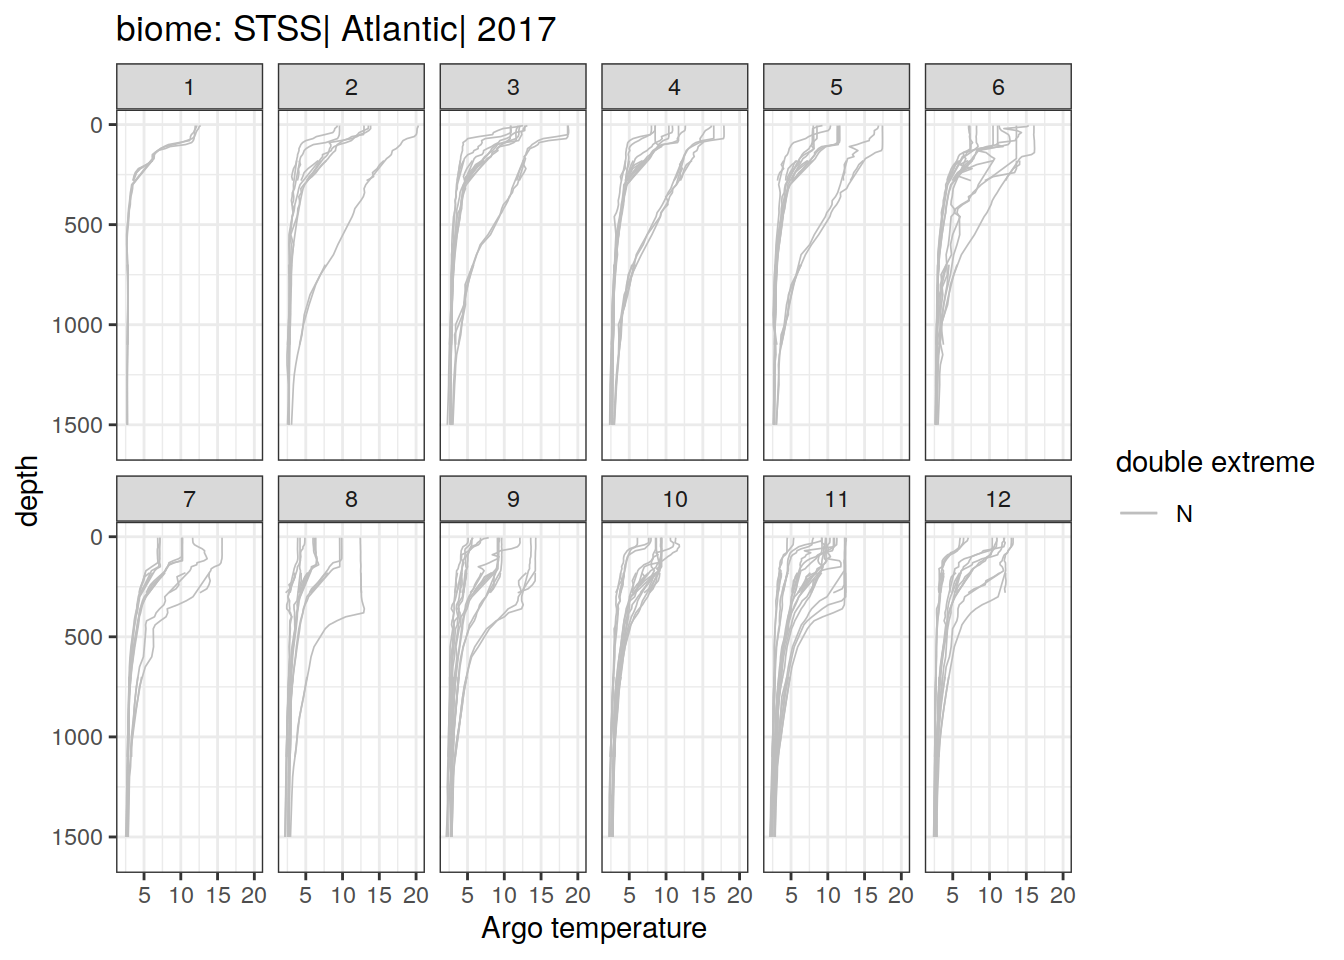 biome: STSS| Atlantic| 2017
1 2 3 4 5 6
0
500
1000
1500
7 8 9 10 11 12
0
500
1000
1500
5 10 15 20 5 10 15 20 5 10 15 20 5 10 15 20 5 10 15 20 5 10 15 20
Argo temperature
depth
double extreme
N